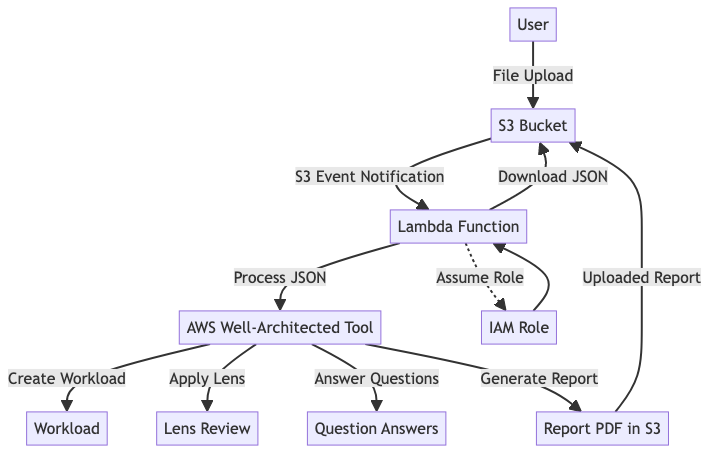 User
File Upload
S3 Bucket
S3 Event Notification
Download JSON
Lambda Function
Process JSON
Assume Role
Uploaded Report
AWS Well-Architected Tool
IAM Role
Create Workload
Apply Lens
Answer Questions
Generate Report
Workload
Lens Review
Question Answers
Report PDF in S3